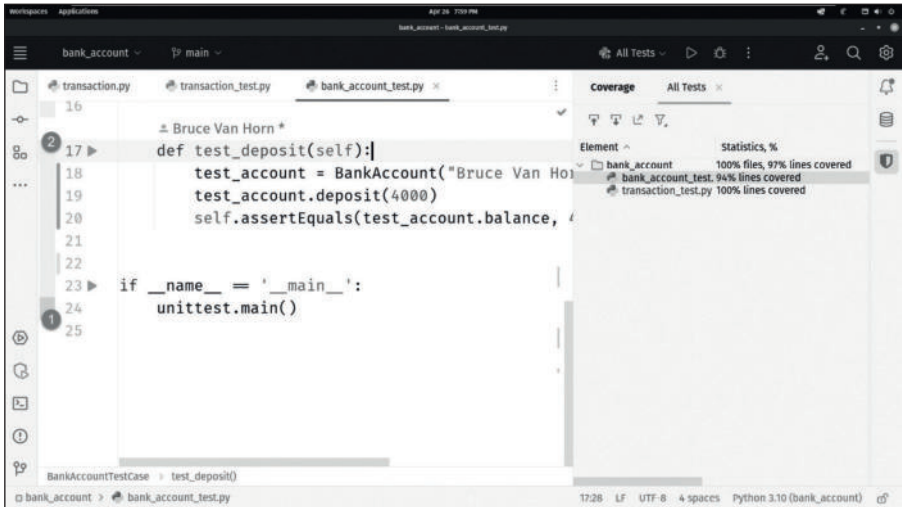 Workspaces Applications
Apr 26 7:59 PM
bank_account – bank_account_test.py
bank_account
main
All Tests
transaction.py
transaction_test.py
bank_account_test.py
Coverage
All Tests
16
Bruce Van Horn *
2
17 def test_deposit(self):
18 test_account = BankAccount("Bruce Van Hor
19 test_account.deposit(4000)
20 self.assertEquals(test_account.balance, 4
21
22
23 if __name__ == '__main__':
24 unittest.main()
1
25
Element Statistics, %
bank_account 100% files, 97% lines covered
bank_account_test. 94% lines covered
transaction_test.py 100% lines covered
BankAccountTestCase > test_deposit()
bank_account > bank_account_test.py
17:28 LF UTF-8 4 spaces Python 3.10 (bank_account)